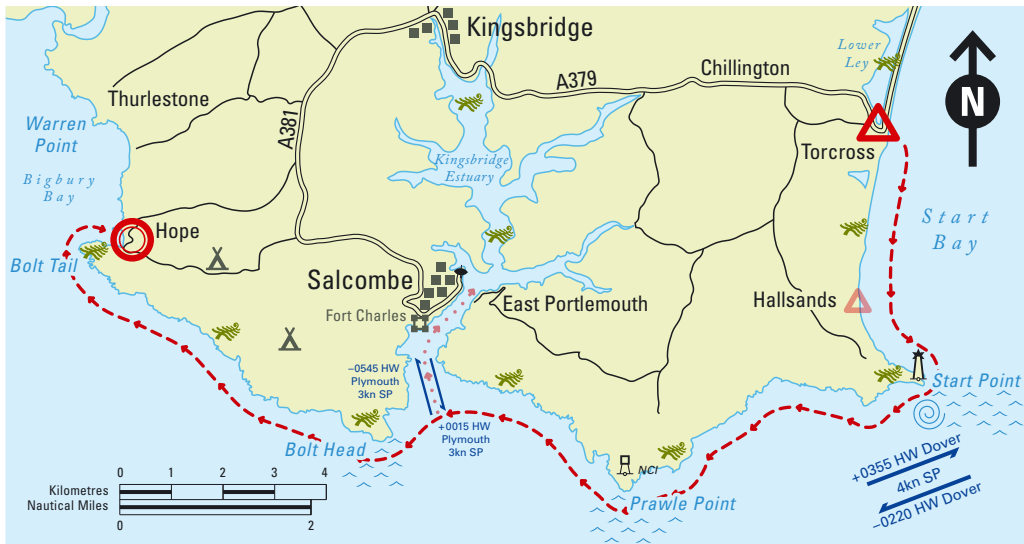 Kingsbridge
Lower
Ley
Chillington
A379
Thurlestone
N
A381
Warren
Point
Torcross
Kingsbridge
Estuary
Bigbury
Bay
Start
Bay
Hope
Bolt Tail
Salcombe
East Portlemouth
Hallsands
Fort Charles
–0545 HW
Plymouth
3kn SP
Start Point
+0015 HW
Plymouth
3kn SP
Bolt Head
+0355 HW Dover
4kn SP
–0220 HW Dover
NCI
Prawle Point
0 1 2 3 4
Kilometres
Nautical Miles
0 2